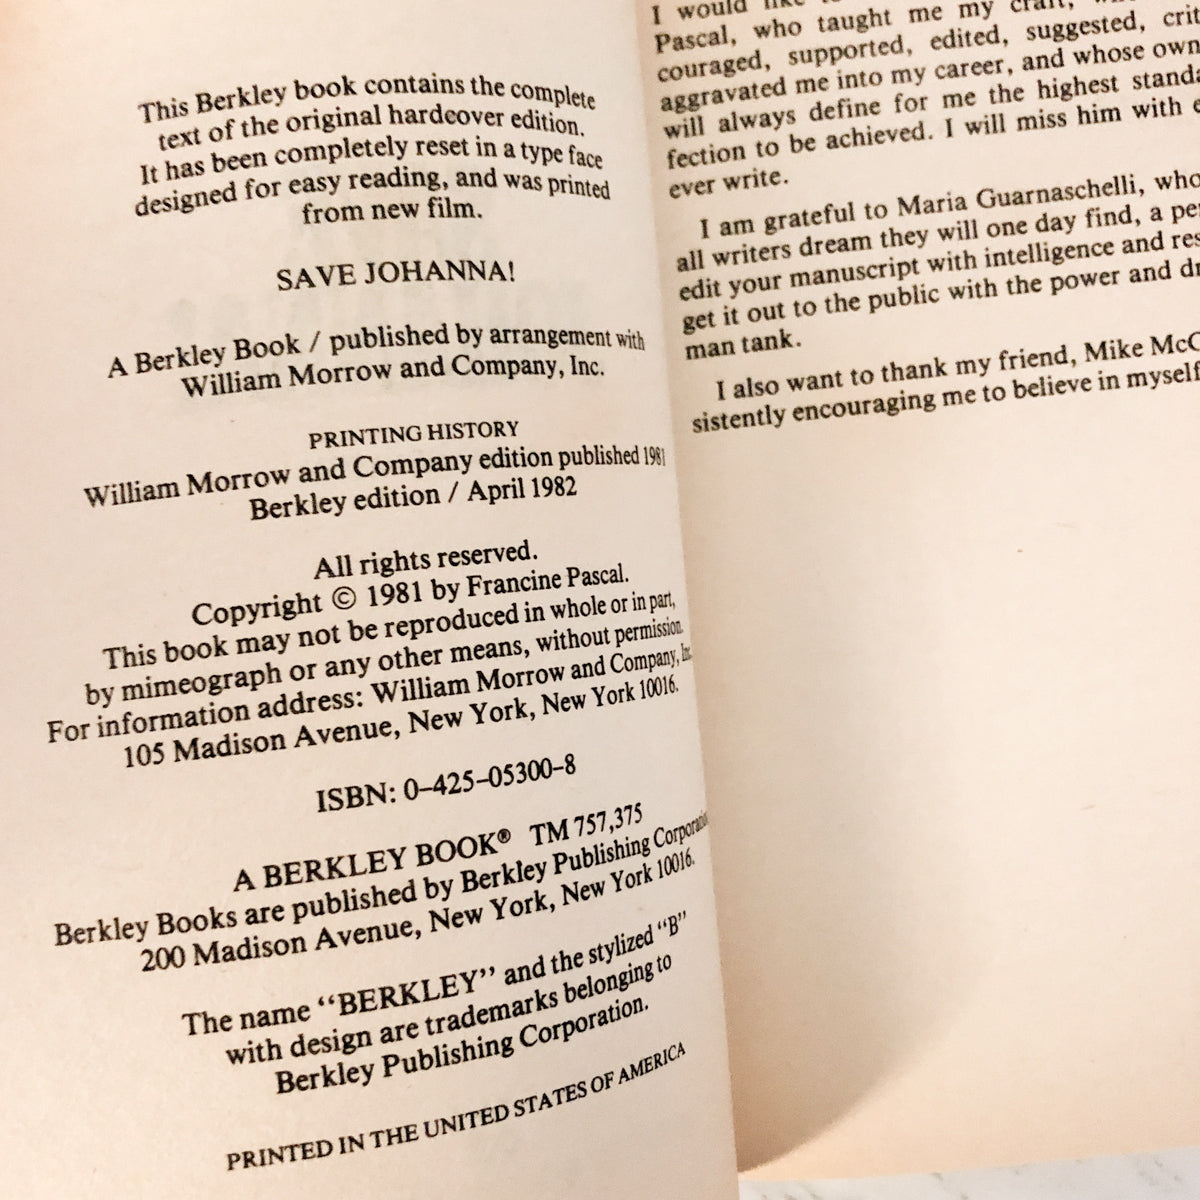 This Berkley book contains the complete
text of the original hardcover edition.
It has been completely reset in a type face
designed for easy reading, and was printed
from new film.
SAVE JOHANNA!
A Berkley Book / published by arrangement with
William Morrow and Company, Inc.
PRINTING HISTORY
William Morrow and Company edition published 1981
Berkley edition / April 1982
All rights reserved.
Copyright © 1981 by Francine Pascal.
This book may not be reproduced in whole or in part,
by mimeograph or any other means, without permission.
For information address: William Morrow and Company, Inc.
105 Madison Avenue, New York, New York 10016.
ISBN: 0–425–05300–8
A BERKLEY BOOK® TM 757,375
Berkley Books are published by Berkley Publishing Corporation
200 Madison Avenue, New York, New York 10016.
The name “BERKLEY” and the stylized “B”
with design are trademarks belonging to
Berkley Publishing Corporation.
PRINTED IN THE UNITED STATES OF AMERICA
I would like
Pascal, who taught me my craft,
couraged, supported, edited, suggested, crit
aggravated me into my career, and whose own
will always define for me the highest standa
fection to be achieved. I will miss him with e
ever write.
I am grateful to Maria Guarnaschelli, who
all writers dream they will one day find, a pe
edit your manuscript with intelligence and res
get it out to the public with the power and dr
man tank.
I also want to thank my friend, Mike McC
sistently encouraging me to believe in myself